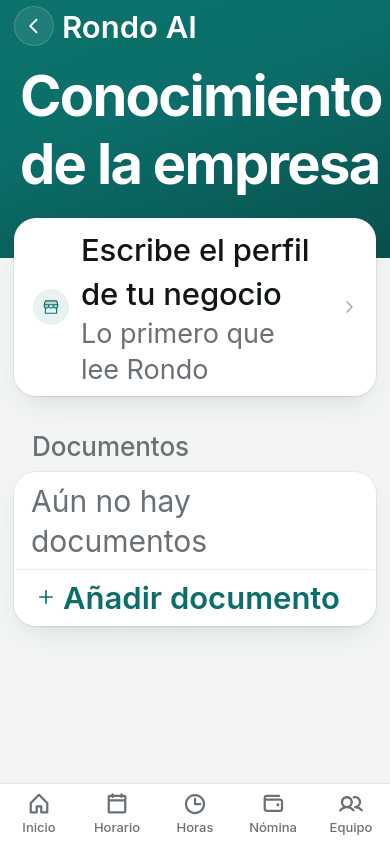 Rondo AI
Conocimiento
de la empresa
Escribe el perfil
de tu negocio
Lo primero que
lee Rondo
Documentos
Aún no hay
documentos
+ Añadir documento
Inicio
Horario
Horas
Nómina
Equipo